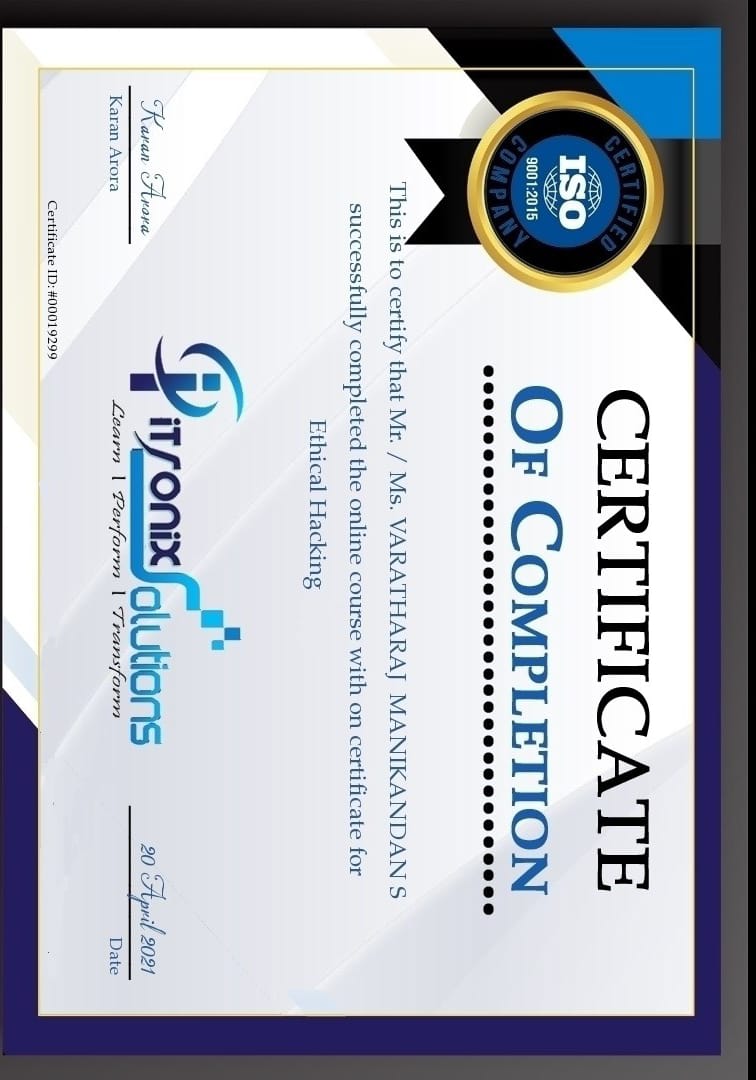 CERTIFIED
ISO
9001:2015
COMPANY
CERTIFICATE
OF COMPLETION
This is to certify that Mr. / Ms. VARATHARAJ MANIKANDAN S
successfully completed the online course with on certificate for
Ethical Hacking
iTronix Solutions
Learn | Perform | Transform
Karan Arora
Karan Arora
20 April 2021
Date
Certificate ID: #00019299